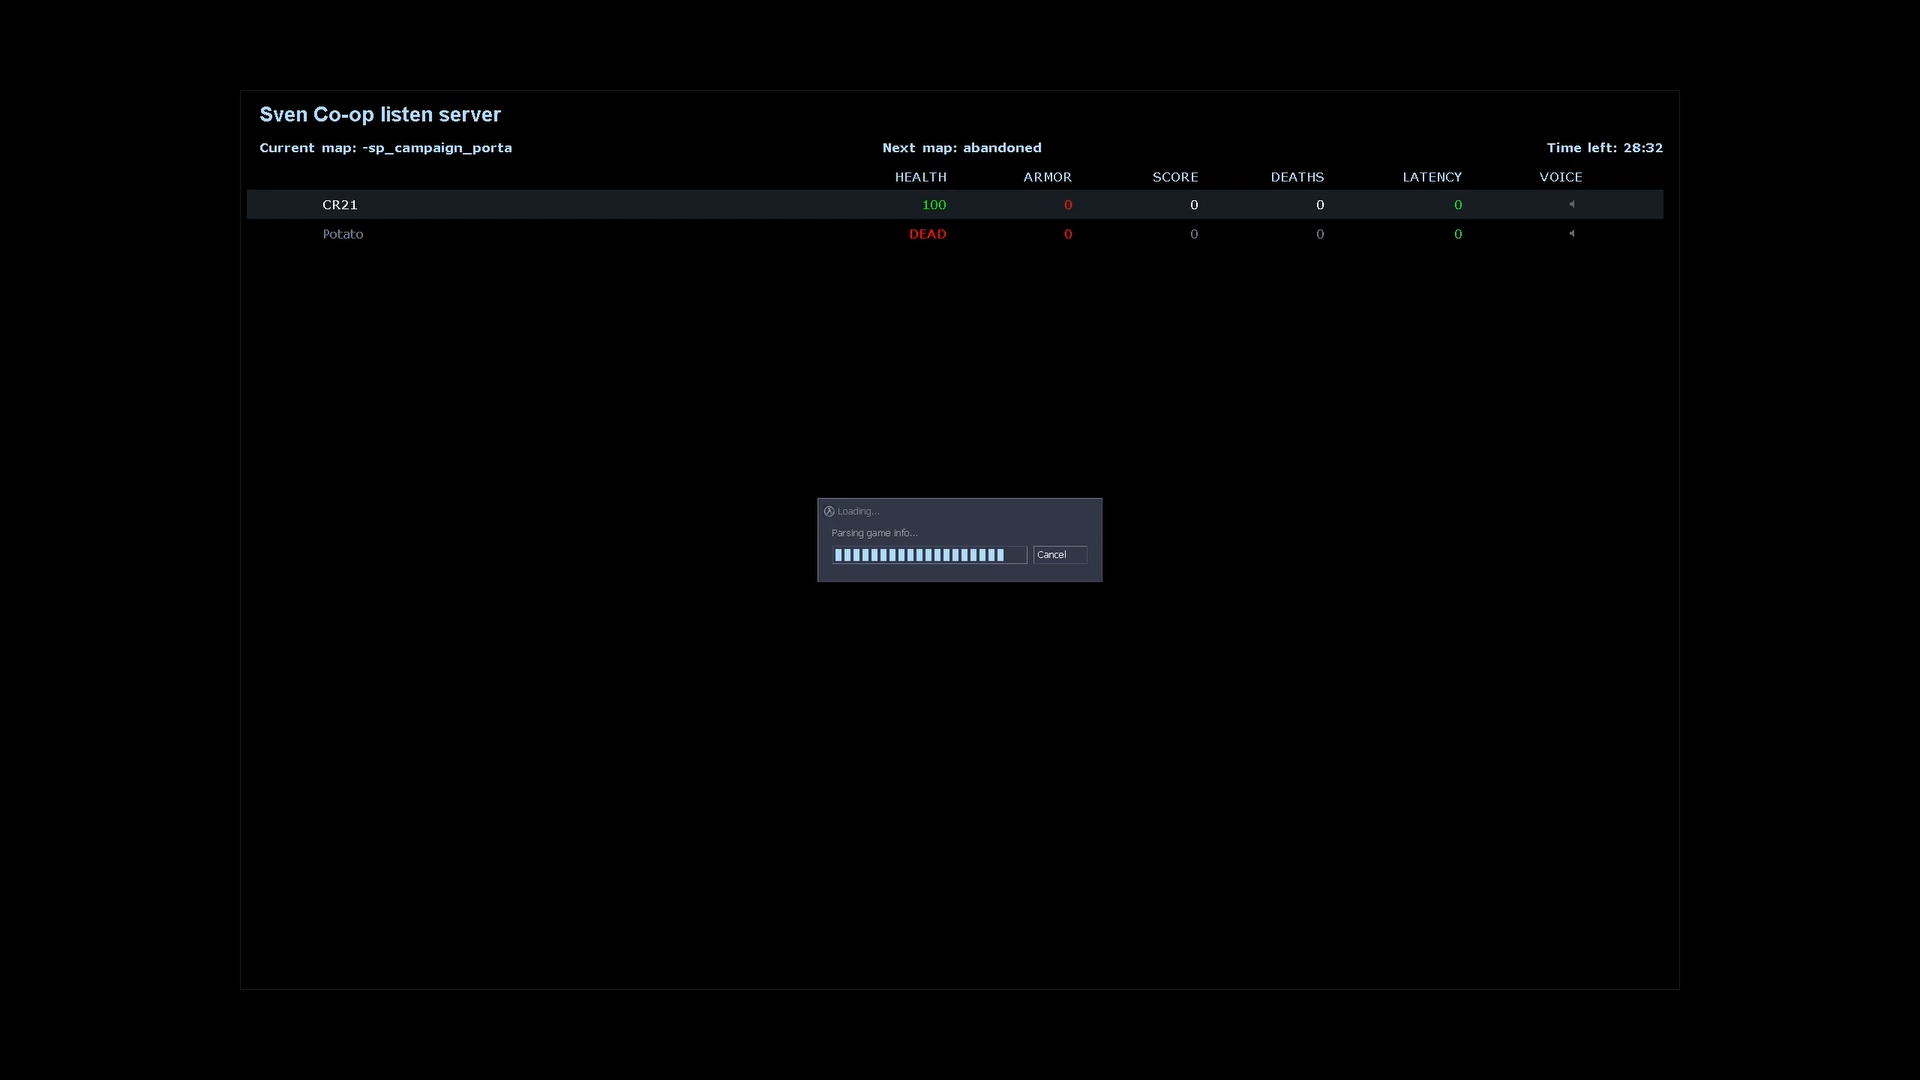 Sven Co-op listen server
Current map: -sp_campaign_porta Next map: abandoned Time left: 28:32
HEALTH ARMOR SCORE DEATHS LATENCY VOICE
CR21 100 0 0 0 0
Potato DEAD 0 0 0 0
Loading...
Parsing game info...
Cancel